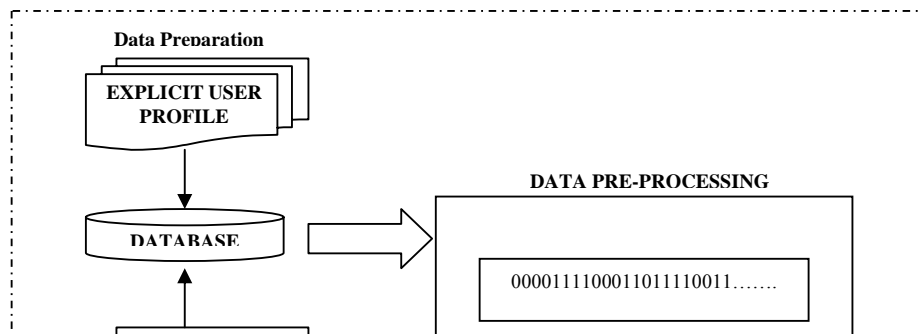 Data Preparation
EXPLICIT USER
PROFILE
DATA PRE-PROCESSING
DATABASE
0000111100011011110011…….